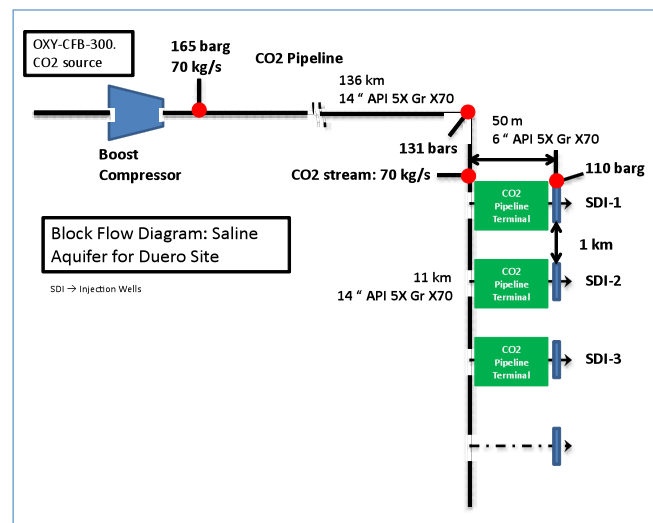 OXY-CFB-300.
CO2 source
165 barg
70 kg/s
CO2 Pipeline
136 km
14 “ API 5X Gr X70
Boost
Compressor
131 bars
50 m
6 “ API 5X Gr X70
110 barg
CO2 stream: 70 kg/s
CO2
Pipeline
Terminal
SDI-1
1 km
Block Flow Diagram: Saline
Aquifer for Duero Site
SDI → Injection Wells
11 km
14 “ API 5X Gr X70
CO2
Pipeline
Terminal
SDI-2
CO2
Pipeline
Terminal
SDI-3